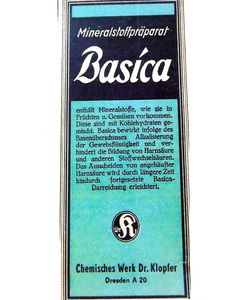 Mineralstoffpräparat
Basica
enthält Mineralstoffe, wie sie in
Früchten u. Gemüsen vorkommen.
Diese sind mit Kohlehydraten ge-
mischt. Basica bewirkt infolge des
Basenüberschusses Alkalisierung
der Gewebsflüssigkeit und ver-
hindert die Bildung von Harnsäure
und anderen Stoffwechselsäuren.
Das Ausscheiden von angehäufter
Harnsäure wird durch längere Zeit
hindurch fortgesetzte Basica-
Darreichung erleichtert.
Chemisches Werk Dr. Klopfer
Dresden A 20